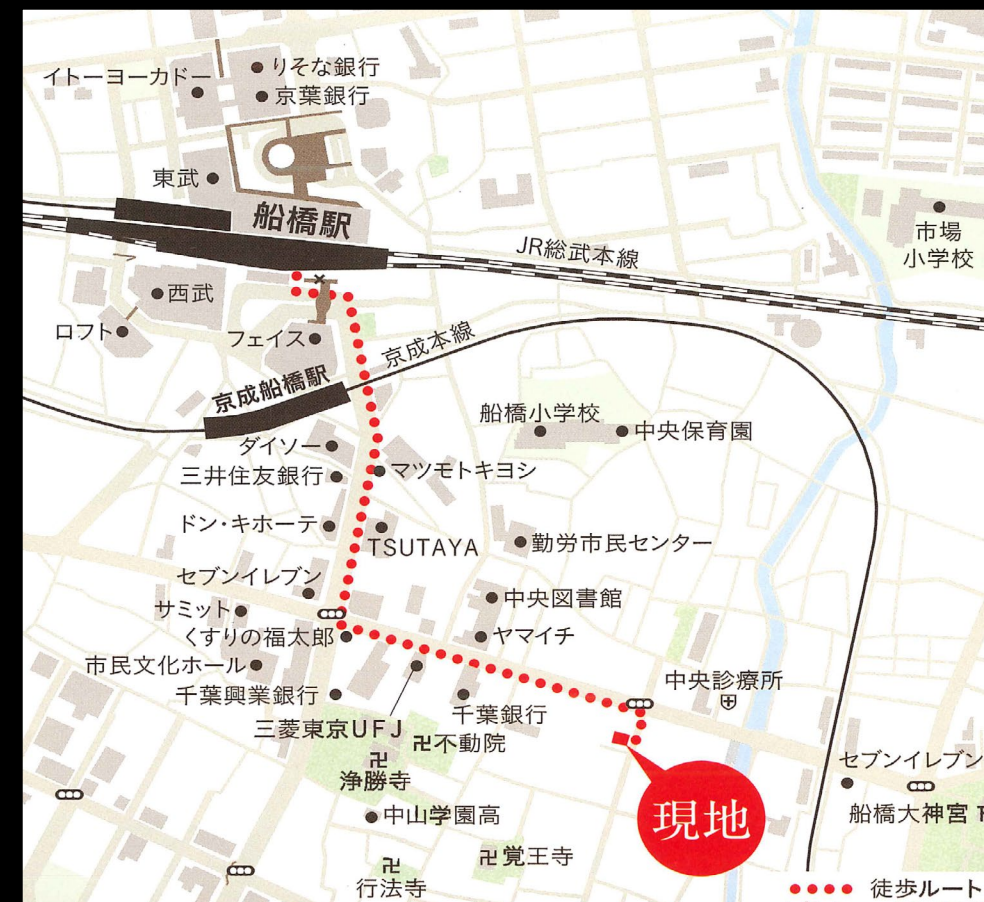 イトーヨーカドー
りそな銀行
京葉銀行
東武
船橋駅
JR総武本線
市場
小学校
西武
ロフト
フェイス
京成本線
京成船橋駅
船橋小学校
中央保育園
ダイソー
三井住友銀行
マツモトキヨシ
ドン・キホーテ
TSUTAYA
勤労市民センター
セブンイレブン
サミット
中央図書館
くすりの福太郎
ヤマイチ
市民文化ホール
千葉興業銀行
中央診療所
三菱東京UFJ
千葉銀行
卍不動院
卍
浄勝寺
セブンイレブン
現地
船橋大神宮
中山学園高
卍覚王寺
卍
行法寺
徒歩ルート